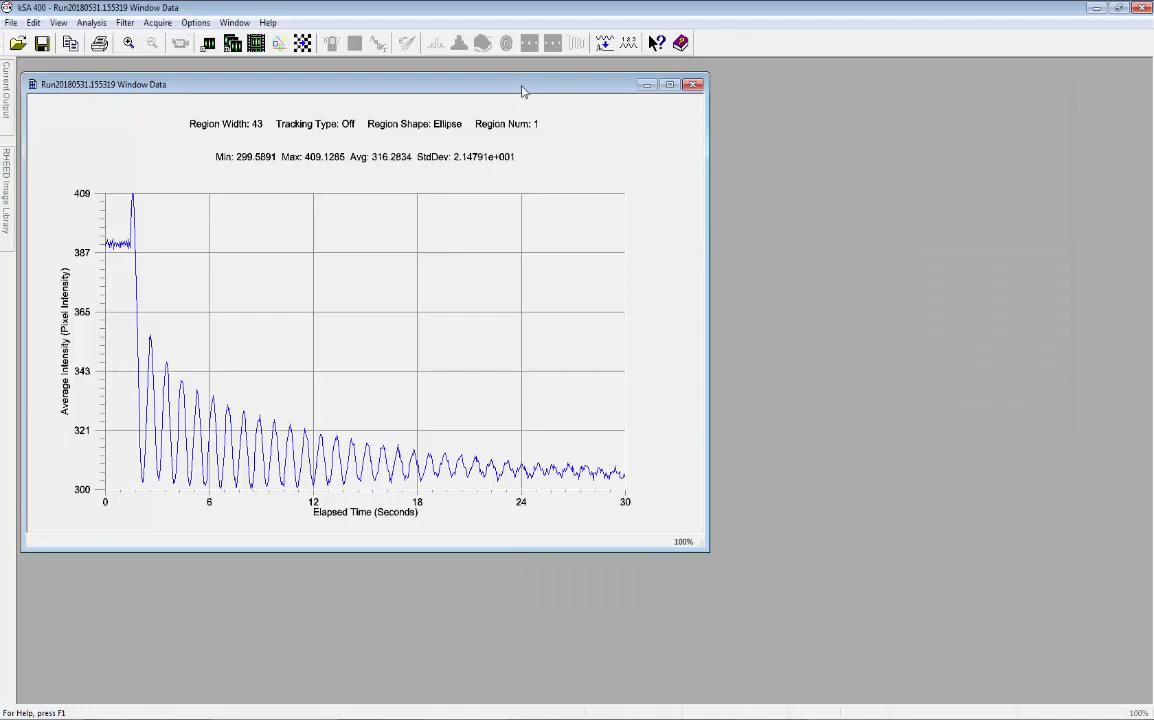 kSA 400 - Run20180531.155319 Window Data
File Edit View Analysis Filter Acquire Options Window Help
1 2 3
Current Output
RHEED Image Library
Run20180531.155319 Window Data
Region Width: 43 Tracking Type: Off Region Shape: Ellipse Region Num: 1
Min: 299.5891 Max: 409.1285 Avg: 316.2834 StdDev: 2.14791e+001
Average Intensity (Pixel Intensity)
409
387
365
343
321
300
0 6 12 18 24 30
Elapsed Time (Seconds)
100%
For Help, press F1
100%